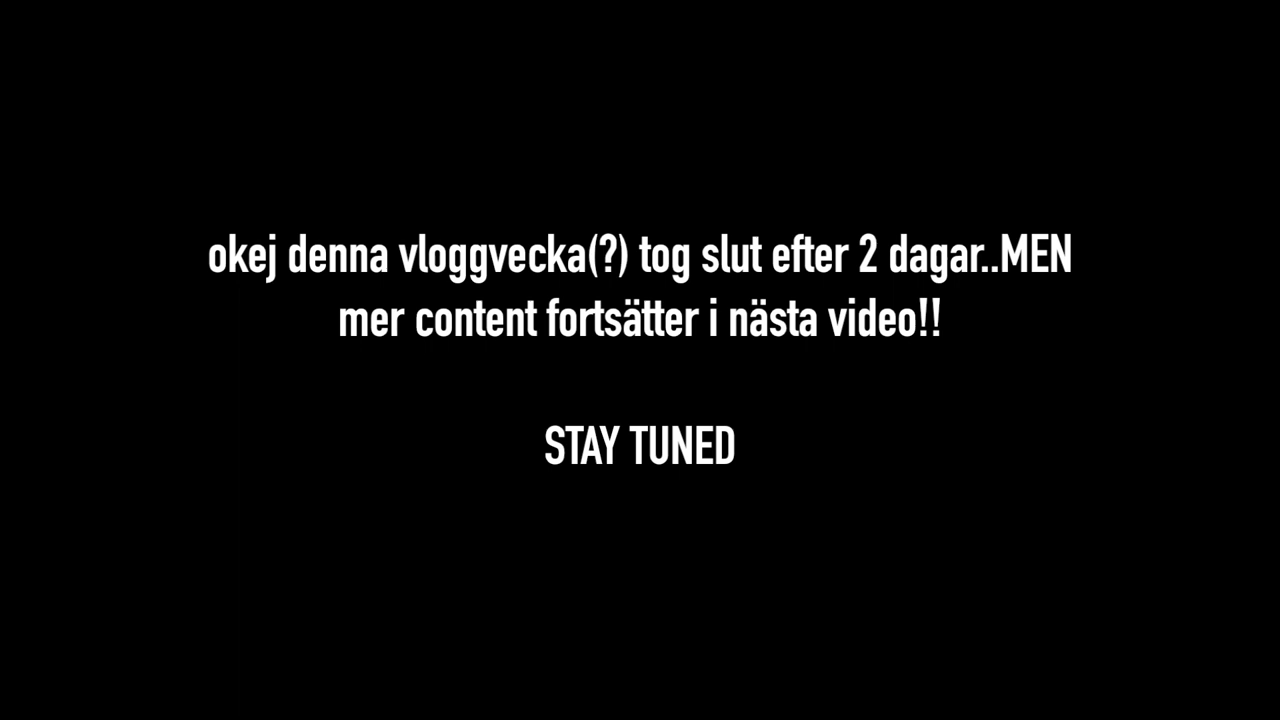 okej denna vloggvecka(?) tog slut efter 2 dagar..MEN
mer content fortsätter i nästa video!!
STAY TUNED